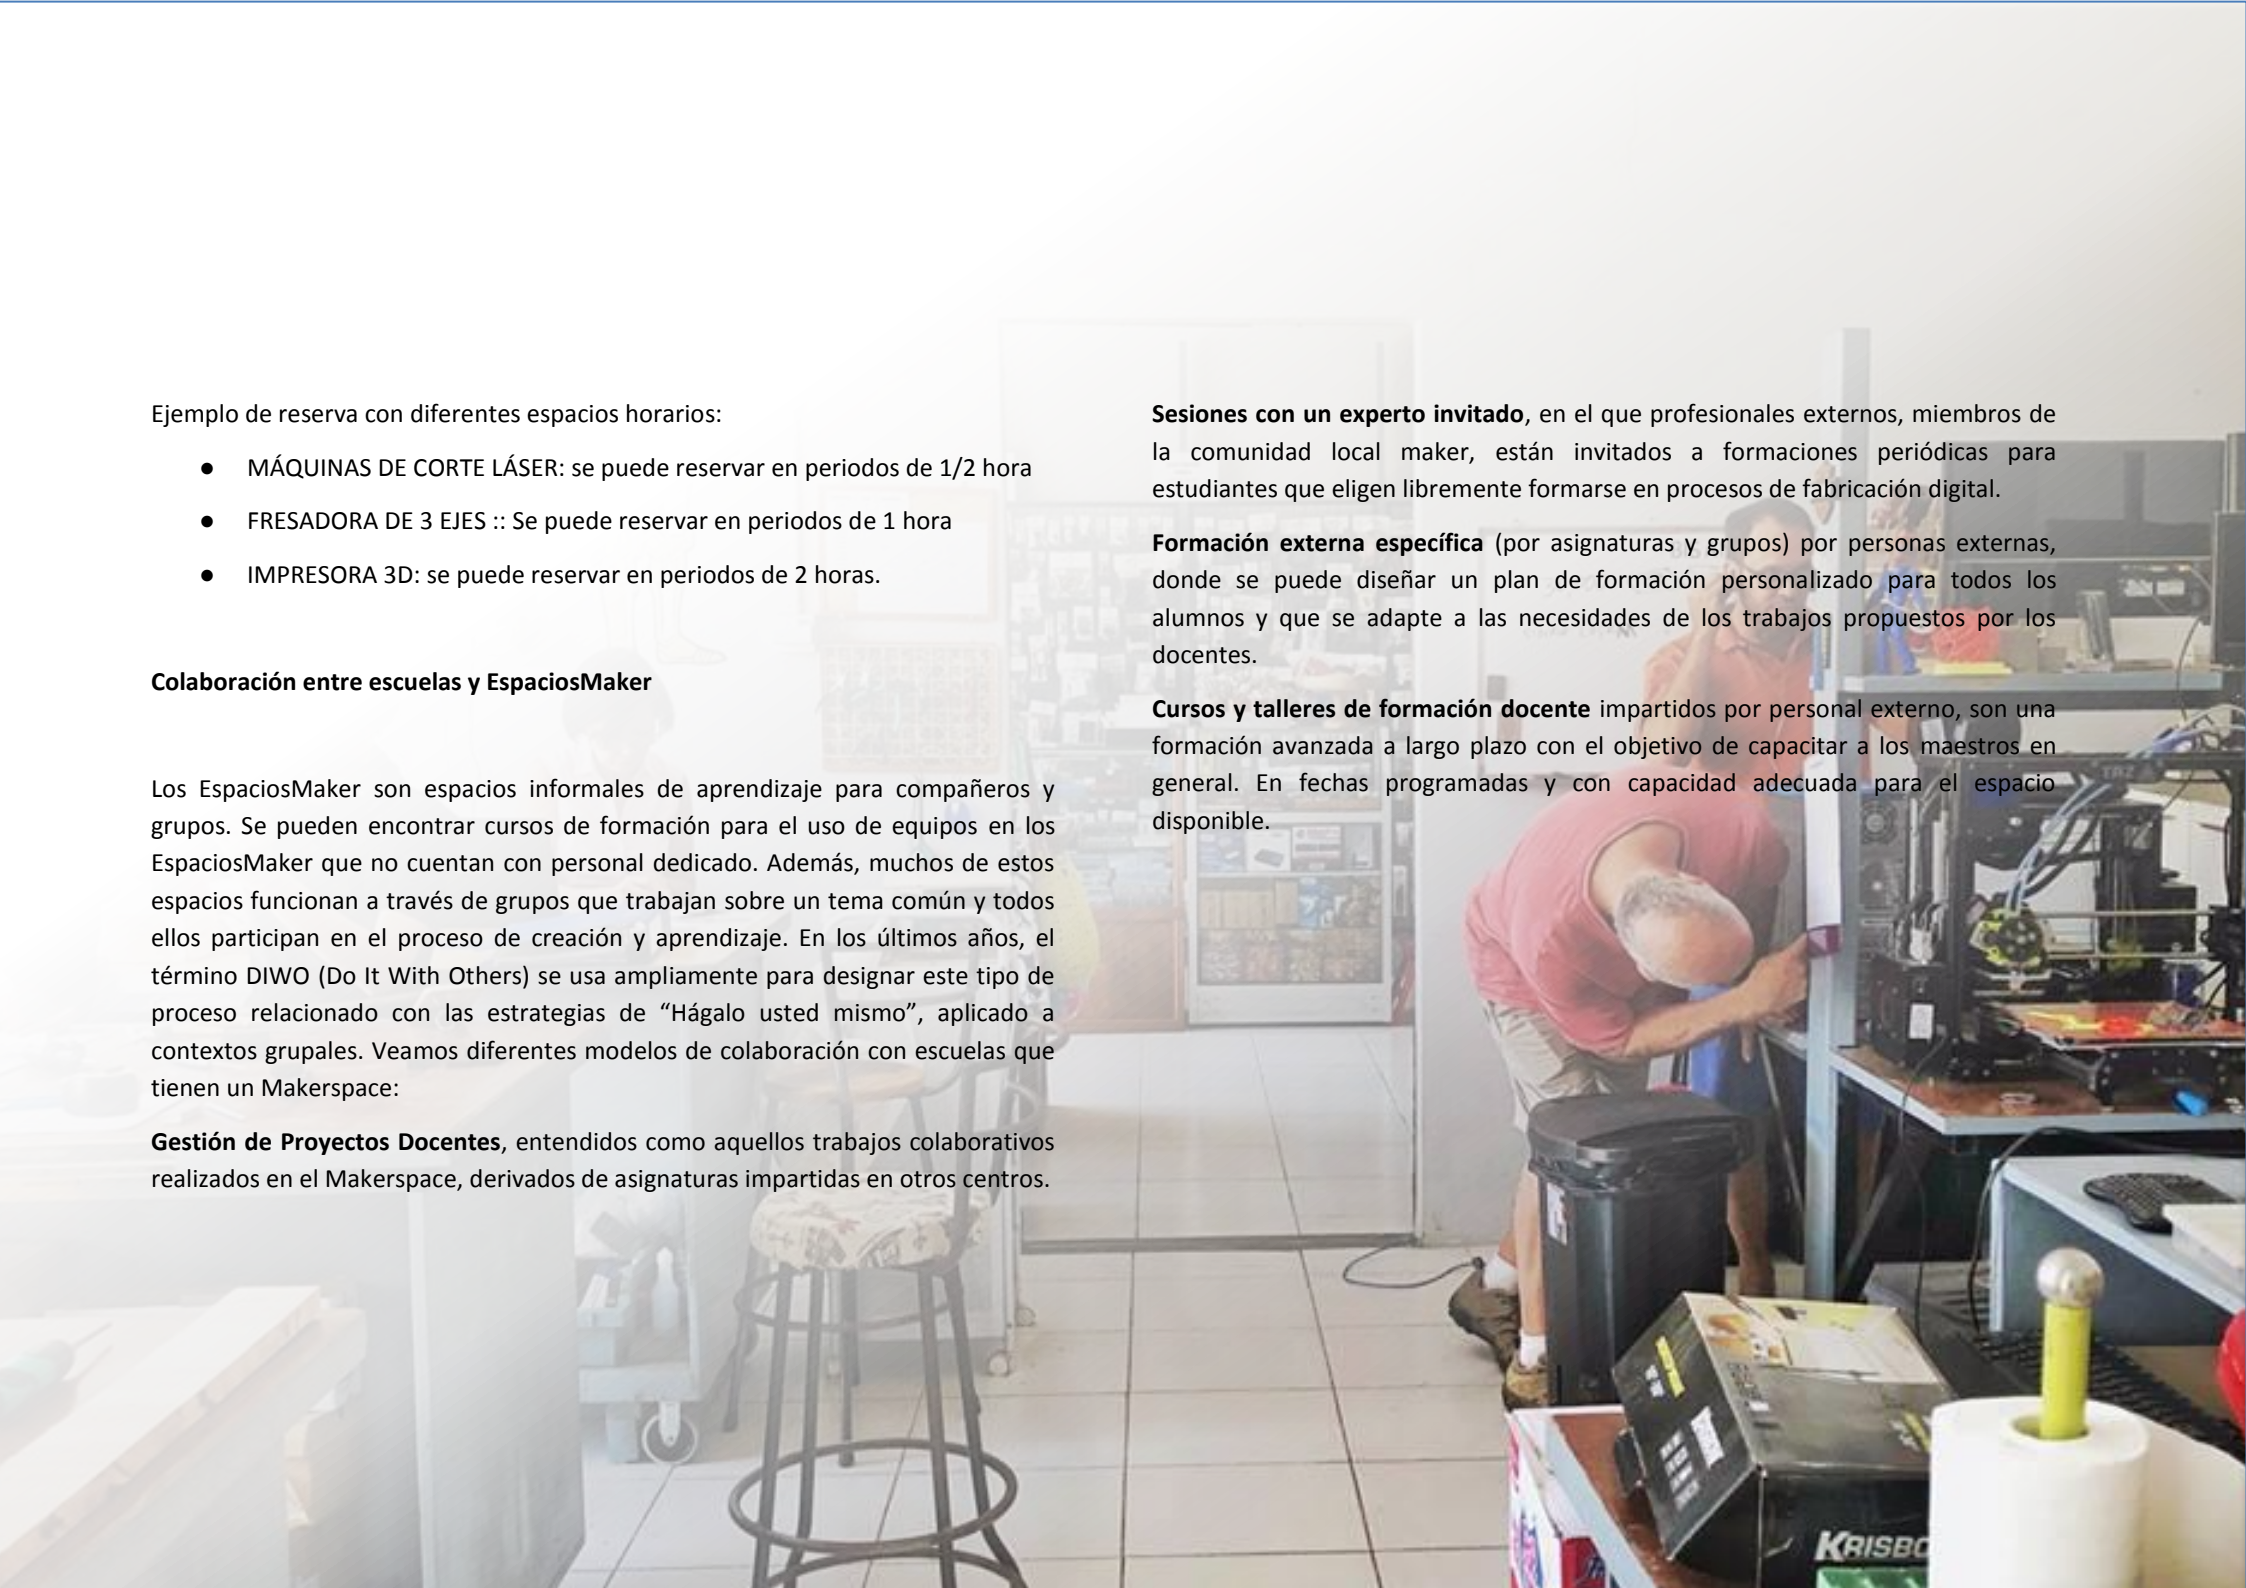 Ejemplo de reserva con diferentes espacios horarios:
● MÁQUINAS DE CORTE LÁSER: se puede reservar en periodos de 1/2 hora
● FRESADORA DE 3 EJES :: Se puede reservar en periodos de 1 hora
● IMPRESORA 3D: se puede reservar en periodos de 2 horas.
Colaboración entre escuelas y EspaciosMaker
Los EspaciosMaker son espacios informales de aprendizaje para compañeros y
grupos. Se pueden encontrar cursos de formación para el uso de equipos en los
EspaciosMaker que no cuentan con personal dedicado. Además, muchos de estos
espacios funcionan a través de grupos que trabajan sobre un tema común y todos
ellos participan en el proceso de creación y aprendizaje. En los últimos años, el
término DIWO (Do It With Others) se usa ampliamente para designar este tipo de
proceso relacionado con las estrategias de “Hágalo usted mismo”, aplicado a
contextos grupales. Veamos diferentes modelos de colaboración con escuelas que
tienen un Makerspace:
Gestión de Proyectos Docentes, entendidos como aquellos trabajos colaborativos
realizados en el Makerspace, derivados de asignaturas impartidas en otros centros.
Sesiones con un experto invitado, en el que profesionales externos, miembros de
la comunidad local maker, están invitados a formaciones periódicas para
estudiantes que eligen libremente formarse en procesos de fabricación digital.
Formación externa específica (por asignaturas y grupos) por personas externas,
donde se puede diseñar un plan de formación personalizado para todos los
alumnos y que se adapte a las necesidades de los trabajos propuestos por los
docentes.
Cursos y talleres de formación docente impartidos por personal externo, son una
formación avanzada a largo plazo con el objetivo de capacitar a los maestros en
general. En fechas programadas y con capacidad adecuada para el espacio
disponible.
TAZ
KRISBO